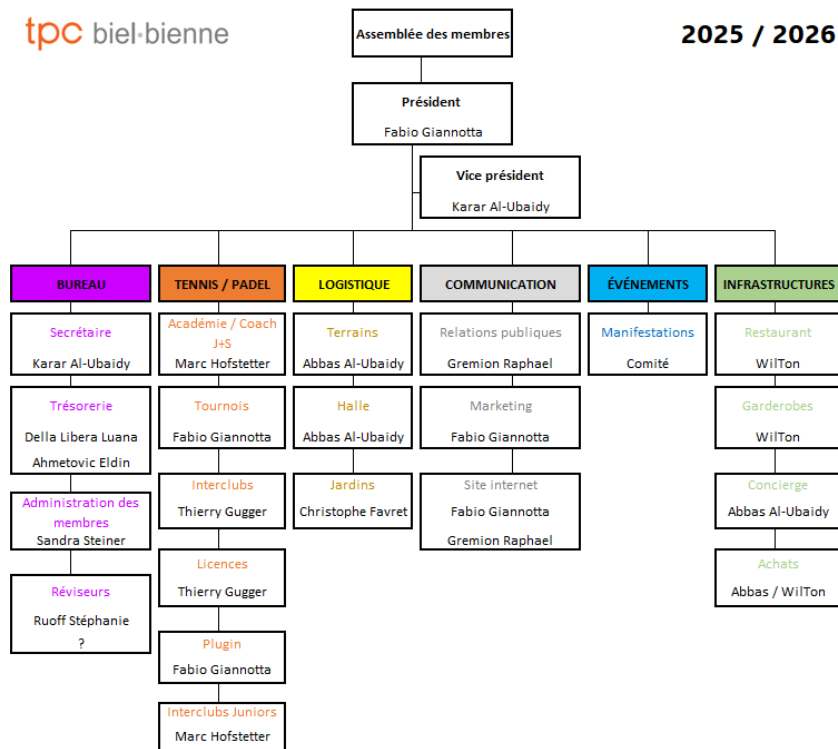 tpc biel·bienne
Assemblée des membres
2025 / 2026
Président
Fabio Giannotta
Vice président
Karar Al-Ubaidy
BUREAU
Secrétaire
Karar Al-Ubaidy
Trésorerie
Della Libera Luana
Ahmetovic Eldin
Administration des
membres
Sandra Steiner
Réviseurs
Ruoff Stéphanie
?
TENNIS / PADEL
Académie / Coach
J+S
Marc Hofstetter
Tournois
Fabio Giannotta
Interclubs
Thierry Gugger
Licences
Thierry Gugger
Plugin
Fabio Giannotta
Interclubs Juniors
Marc Hofstetter
LOGISTIQUE
Terrains
Abbas Al-Ubaidy
Halle
Abbas Al-Ubaidy
Jardins
Christophe Favret
COMMUNICATION
Relations publiques
Gremion Raphael
Marketing
Fabio Giannotta
Site internet
Fabio Giannotta
Gremion Raphael
ÉVÉNEMENTS
Manifestations
Comité
INFRASTRUCTURES
Restaurant
WilTon
Garderobes
WilTon
Concierge
Abbas Al-Ubaidy
Achats
Abbas / WilTon